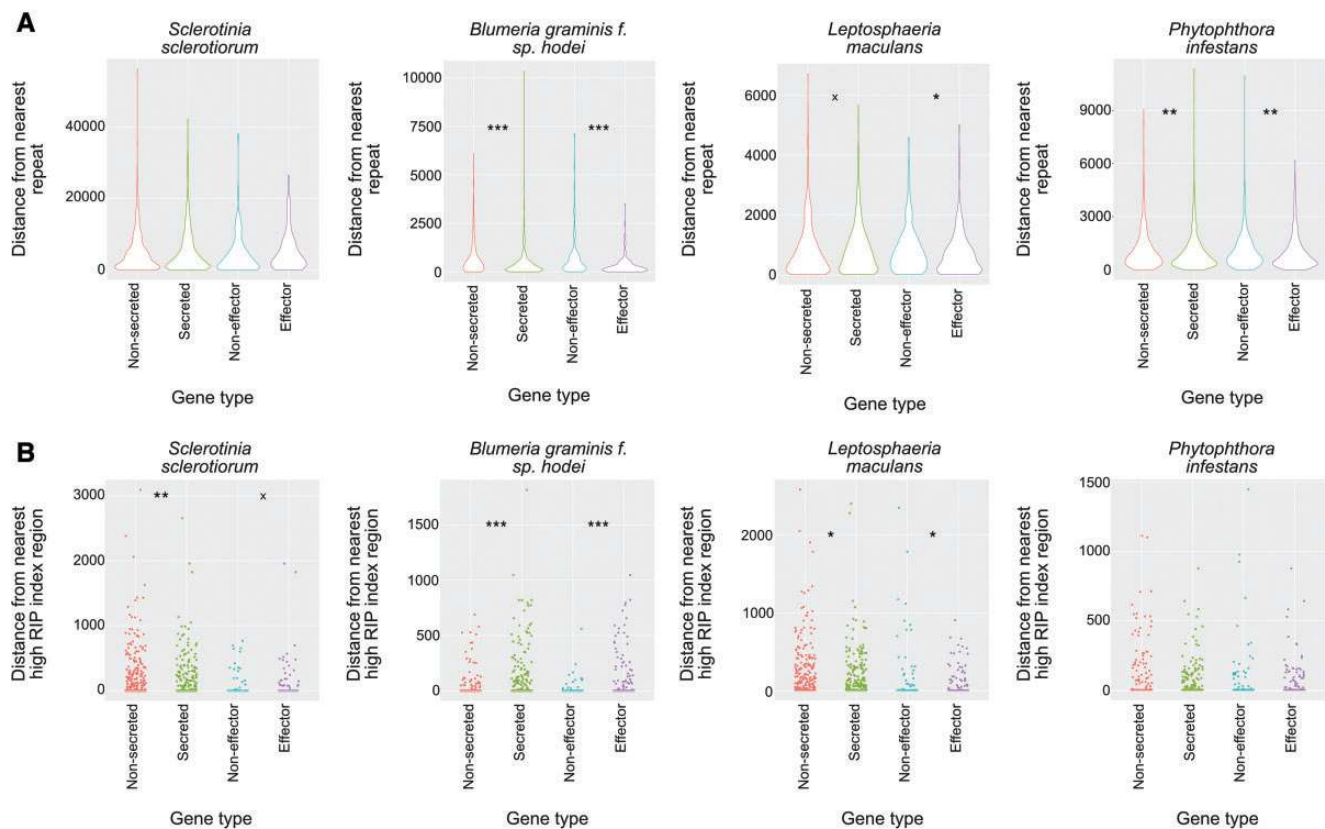 A
Sclerotinia
sclerotiorum
Blumeria graminis f.
sp. hodei
Leptosphaeria
maculans
Phytophthora
infestans
Distance from nearest
repeat
40000
20000
0
Non-secreted
Secreted
Non-effector
Effector
Gene type
Distance from nearest
repeat
10000
7500
5000
2500
0
***
***
Non-secreted
Secreted
Non-effector
Effector
Gene type
Distance from nearest
repeat
6000
4000
2000
0
x
*
Non-secreted
Secreted
Non-effector
Effector
Gene type
Distance from nearest
repeat
9000
6000
3000
0
**
**
Non-secreted
Secreted
Non-effector
Effector
Gene type
B
Sclerotinia
sclerotiorum
Blumeria graminis f.
sp. hodei
Leptosphaeria
maculans
Phytophthora
infestans
Distance from nearest
high RIP index region
3000
2000
1000
0
**
x
Non-secreted
Secreted
Non-effector
Effector
Gene type
Distance from nearest
high RIP index region
1500
1000
500
0
***
***
Non-secreted
Secreted
Non-effector
Effector
Gene type
Distance from nearest
high RIP index region
2000
1000
0
*
*
Non-secreted
Secreted
Non-effector
Effector
Gene type
Distance from nearest
high RIP index region
1500
1000
500
0
Non-secreted
Secreted
Non-effector
Effector
Gene type